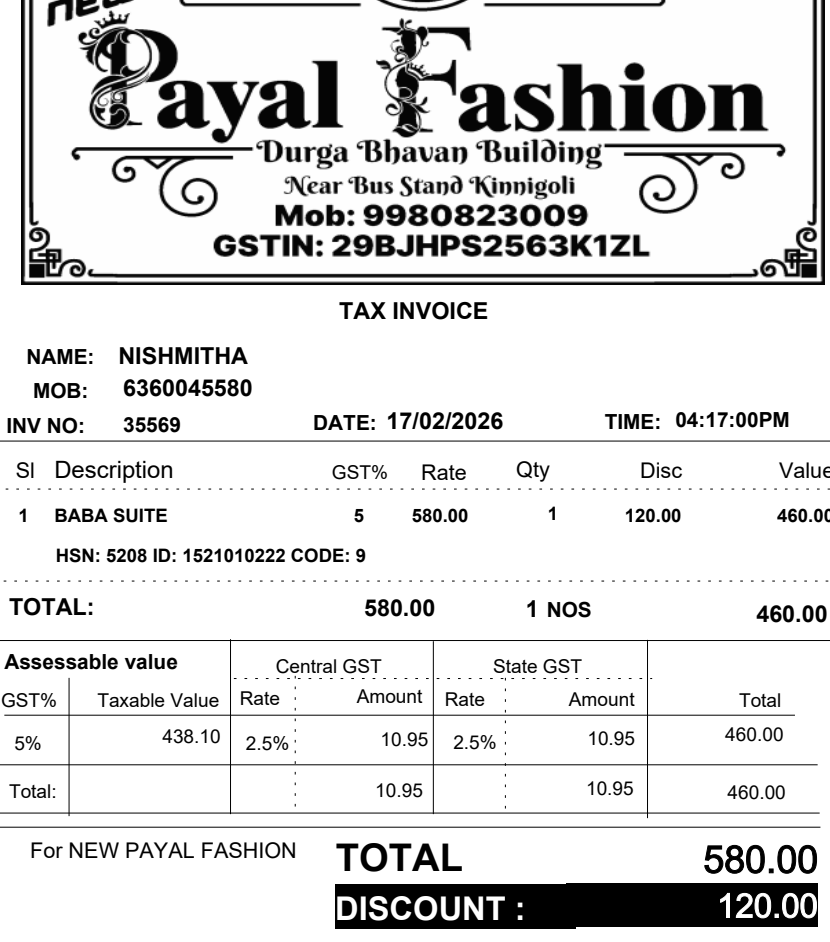 new
Payal Fashion
Durga Bhavan Building
Near Bus Stand Kinnigoli
Mob: 9980823009
GSTIN: 29BJHPS2563K1ZL
TAX INVOICE
NAME: NISHMITHA
MOB: 6360045580
INV NO: 35569 DATE: 17/02/2026 TIME: 04:17:00PM
Sl Description GST% Rate Qty Disc Value
1 BABA SUITE 5 580.00 1 120.00 460.00
HSN: 5208 ID: 1521010222 CODE: 9
TOTAL: 580.00 1 NOS 460.00
Assessable value Central GST State GST
GST% Taxable Value Rate Amount Rate Amount Total
5% 438.10 2.5% 10.95 2.5% 10.95 460.00
Total: 10.95 10.95 460.00
For NEW PAYAL FASHION TOTAL 580.00
DISCOUNT : 120.00